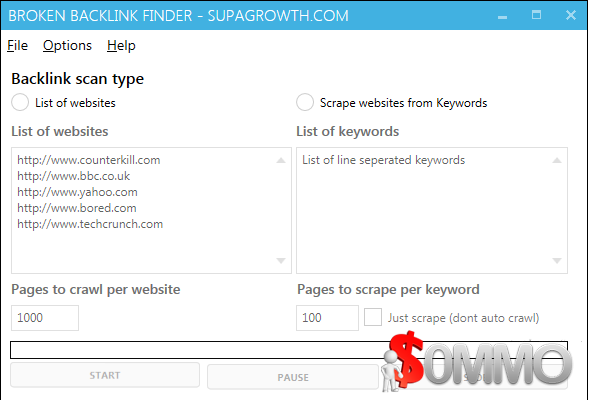 BROKEN BACKLINK FINDER - SUPAGROWTH.COM
File Options Help
Backlink scan type
List of websites
Scrape websites from Keywords
List of websites
List of keywords
http://www.counterkill.com
http://www.bbc.co.uk
http://www.yahoo.com
http://www.bored.com
http://www.techcrunch.com
List of line seperated keywords
Pages to crawl per website
Pages to scrape per keyword
1000
100
Just scrape (dont auto crawl)
START
PAUSE
$0MMO